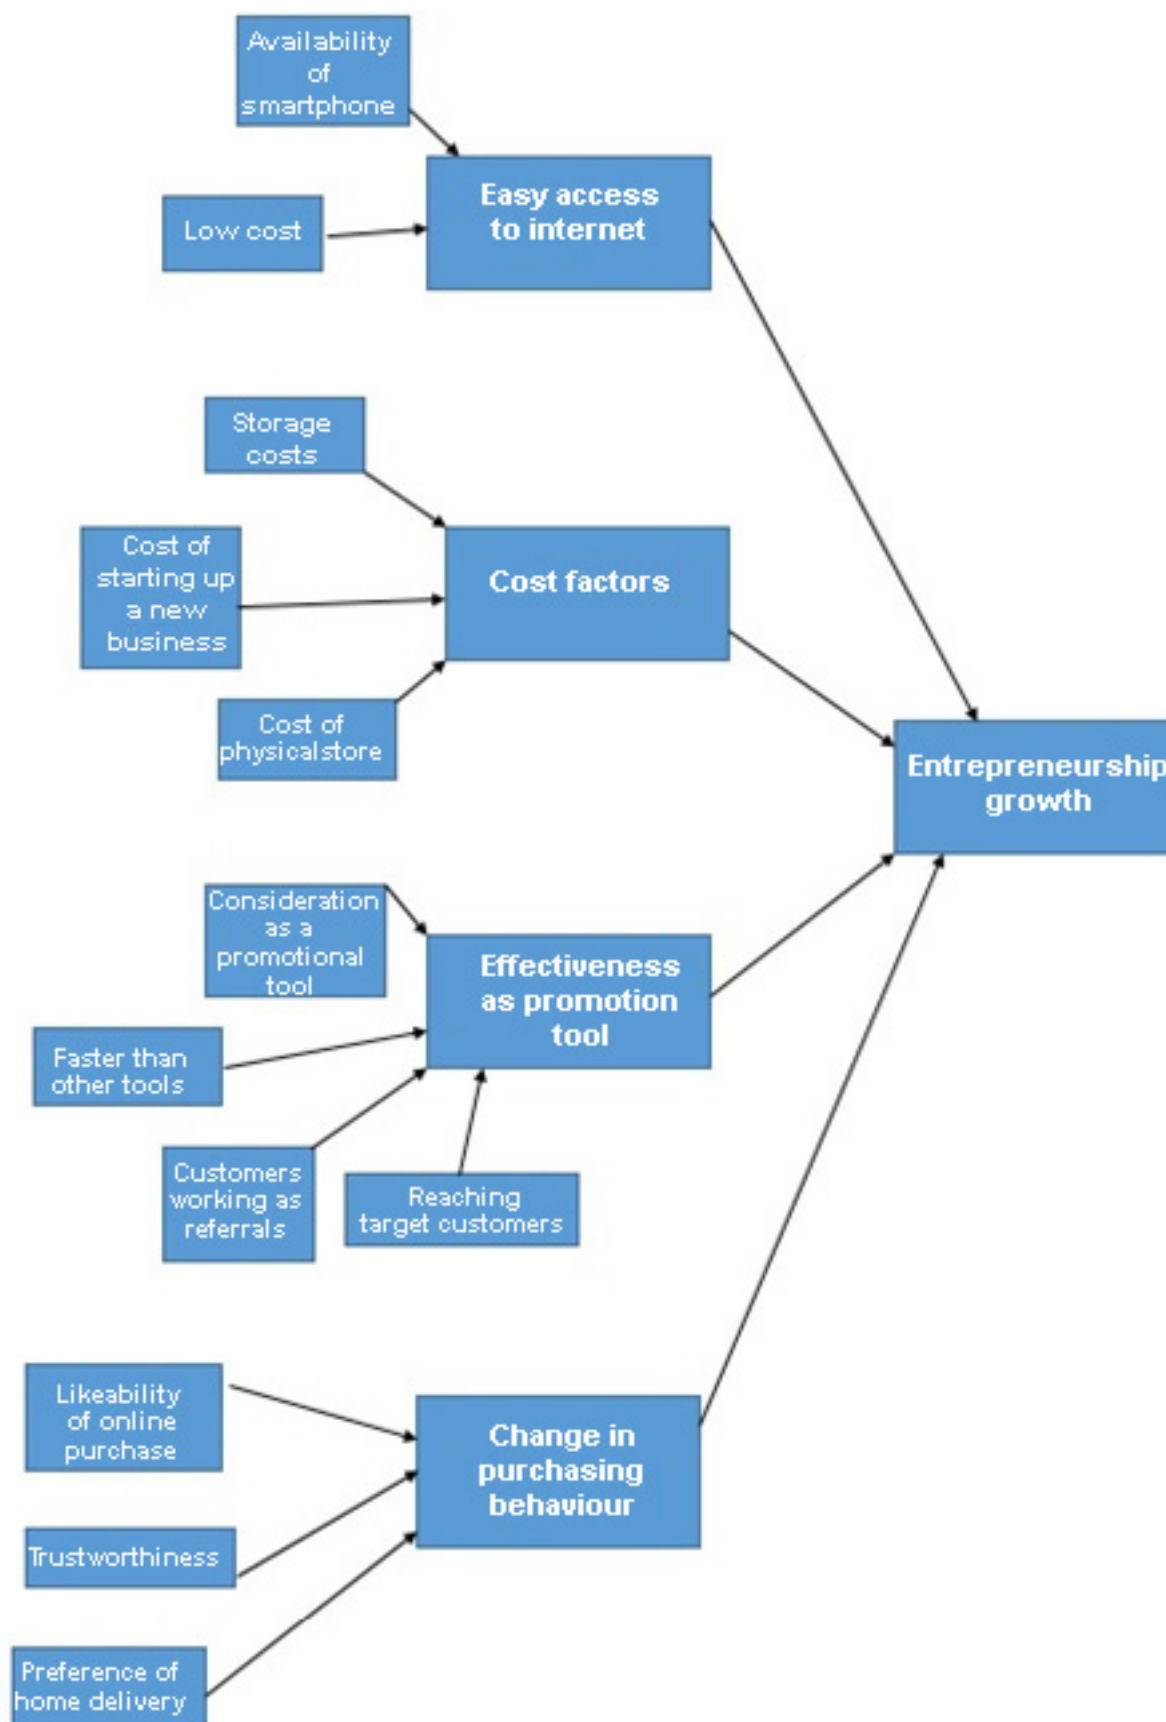 Availability
of
smartphone
Easy access
to internet
Low cost
Storage
costs
Cost of
starting up
a new
business
Cost factors
Cost of
physicalstore
Entrepreneurship
growth
Consideration
as a
promotional
tool
Effectiveness
as promotion
tool
Faster than
other tools
Customers
working as
referrals
Reaching
target customers
Likeability
of online
purchase
Change in
purchasing
behaviour
Trustworthiness
Preference of
home delivery